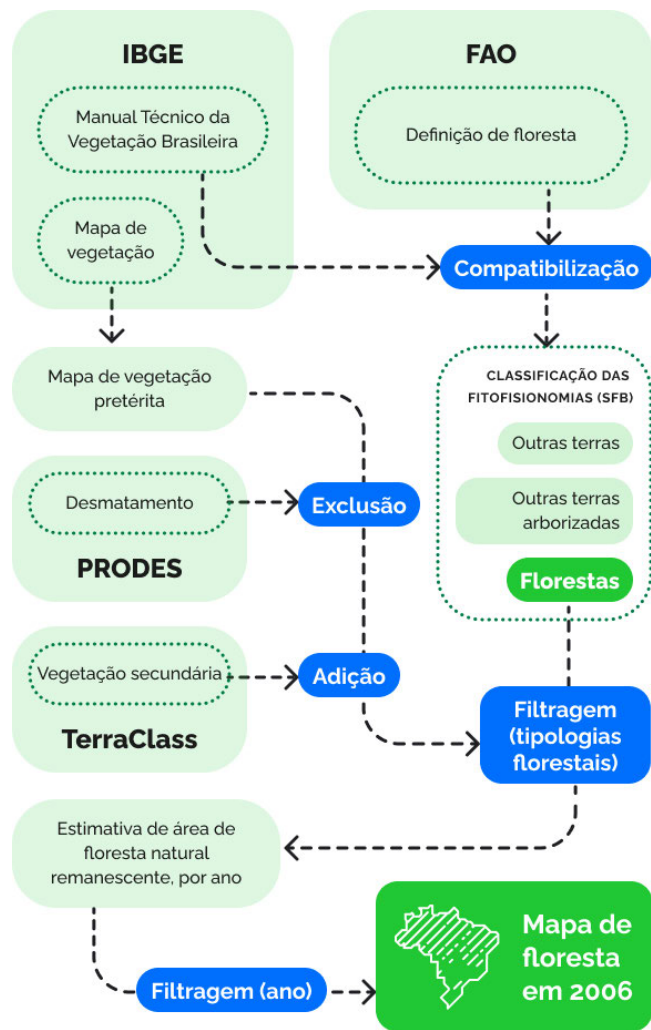 IBGE
Manual Técnico da
Vegetação Brasileira
Mapa de
vegetação
FAO
Definição de floresta
Compatibilização
Mapa de vegetação
pretérita
CLASSIFICAÇÃO DAS
FITOFISIONOMIAS (SFB)
Outras terras
Outras terras
arborizadas
Florestas
Desmatamento
PRODES
Exclusão
Vegetação secundária
TerraClass
Adição
Filtragem
(tipologias
florestais)
Estimativa de área de
floresta natural
remanescente, por ano
Filtragem (ano)
Mapa de
floresta
em 2006